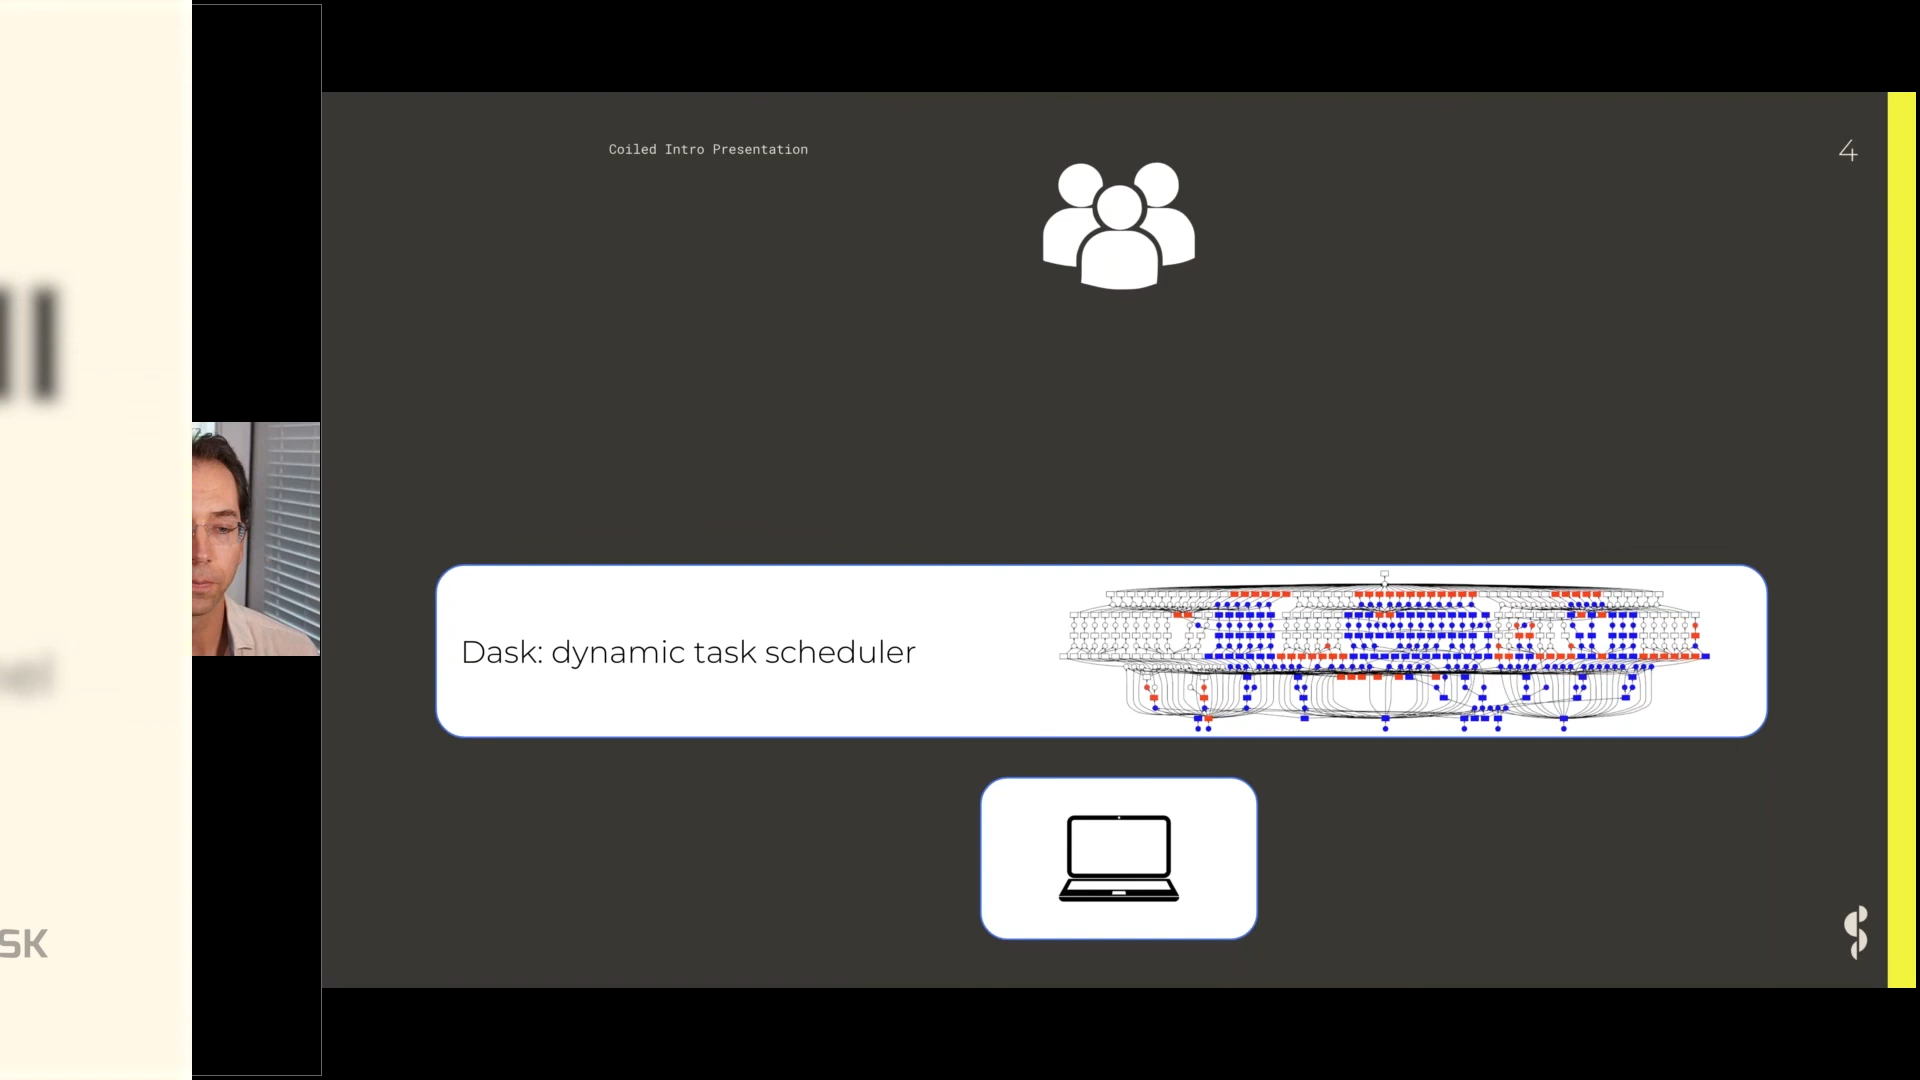 Coiled Intro Presentation
4
Dask: dynamic task scheduler
SK